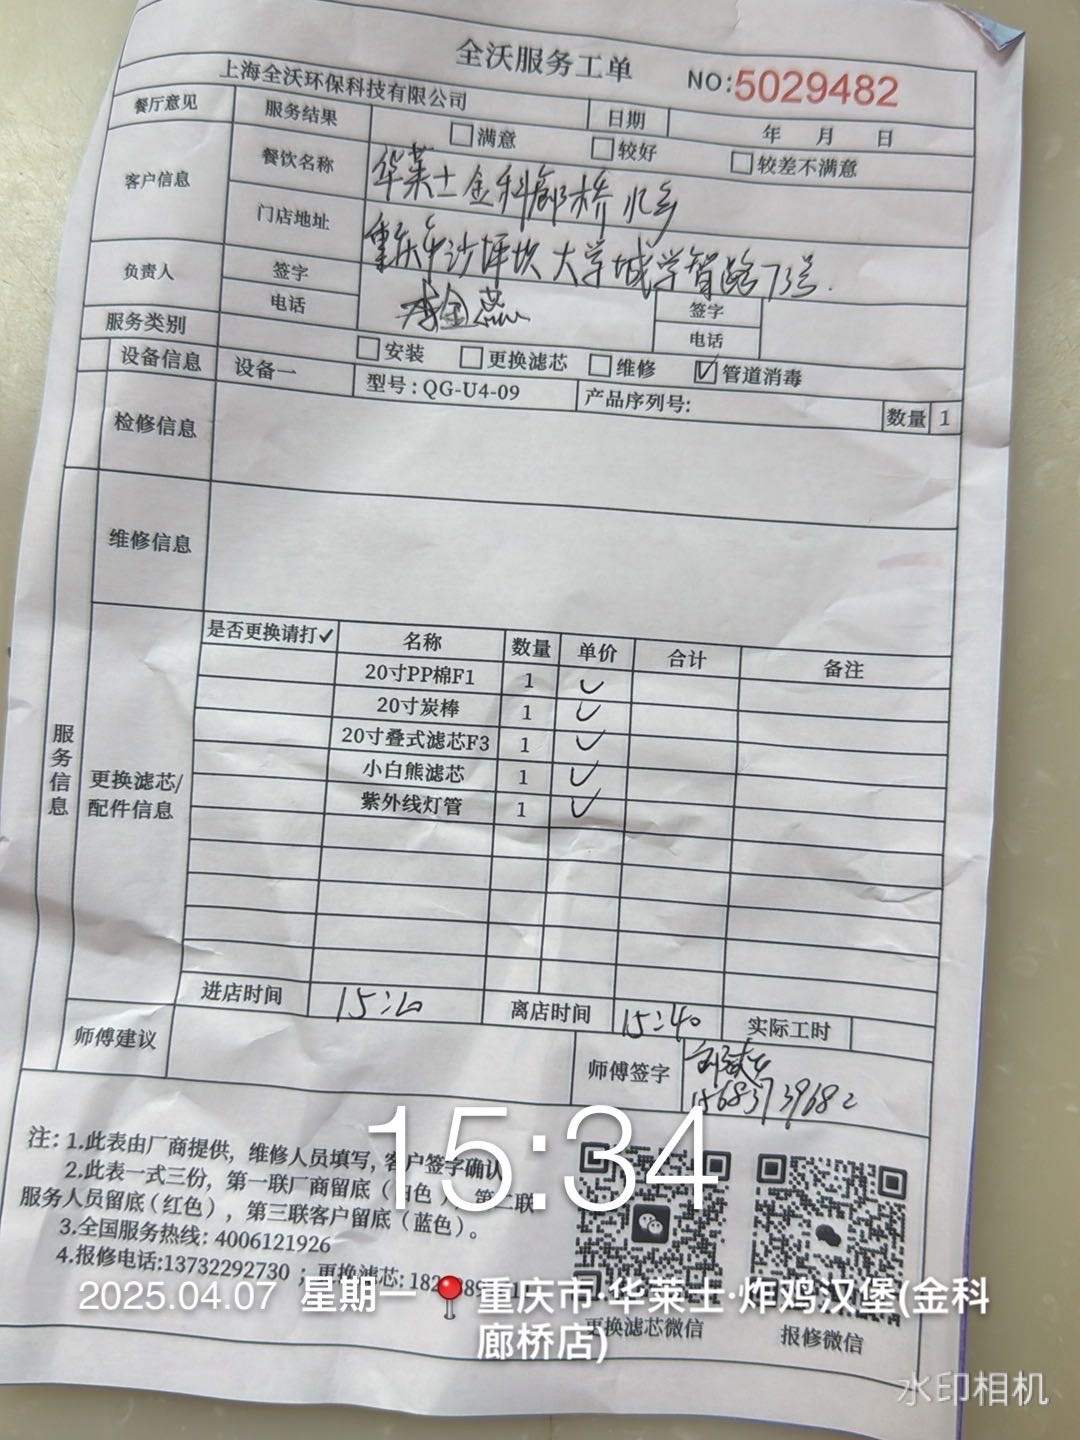 全沃服务工单
NO:5029482
上海全沃环保科技有限公司
日期
年 月 日
餐厅意见
服务结果
满意
较好
较差不满意
客户信息
餐饮名称
华莱士金科廊桥
门店地址
重庆市沙坪坝大学城学智路73号.
负责人
签字
电话
签字
电话
服务类别
安装
更换滤芯
维修
✓管道消毒
设备信息
设备一
型号:QG-U4-09
产品序列号:
数量
1
检修信息
维修信息
服务信息
更换滤芯/
配件信息
是否更换请打✓ 名称 数量 单价 合计 备注
20寸PP棉F1 1 ✓
20寸炭棒 1 ✓
20寸叠式滤芯F3 1 ✓
小白熊滤芯 1 ✓
紫外线灯管 1 ✓
进店时间
离店时间
15:40
实际工时
师傅建议
师傅签字
15683739682
注:1.此表由厂商提供,维修人员填写,客户签字确认
2.此表一式三份,第一联厂商留底(白色),第二联
服务人员留底(红色),第三联客户留底(蓝色)。
3.全国服务热线:4006121926
4.报修电话:13732292730;更换滤芯:
更换滤芯微信
报修微信
15:34
2025.04.07 星期一 重庆市·华莱士·炸鸡汉堡(金科
廊桥店)
水印相机